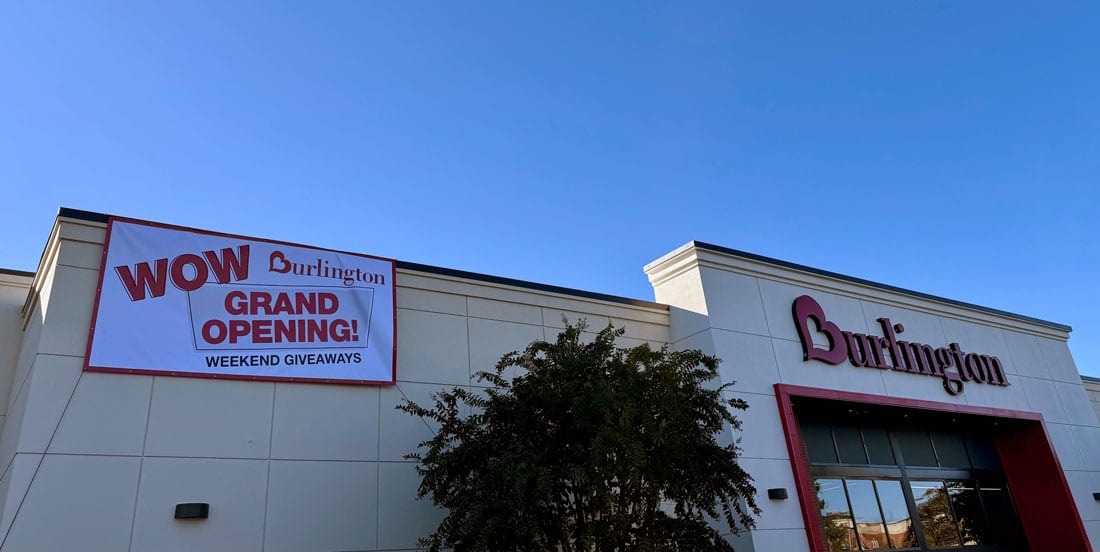 WOW Burlington
GRAND
OPENING!
WEEKEND GIVEAWAYS
Burlington